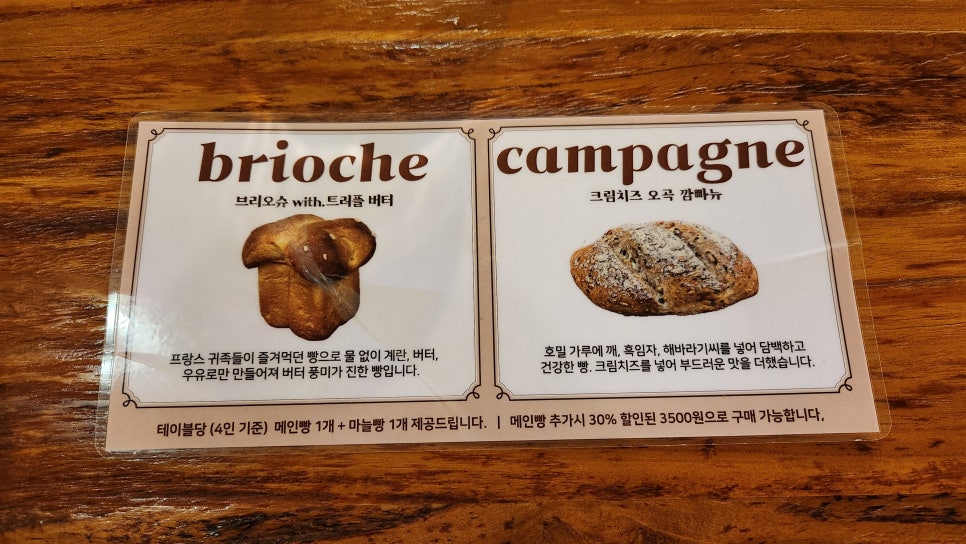 brioche
브리오슈 with.트러플 버터
프랑스 귀족들이 즐겨먹던 빵으로 물 없이 계란, 버터,
우유로만 만들어져 버터 풍미가 진한 빵입니다.
campagne
크림치즈 오곡 깜빠뉴
호밀 가루에 깨, 흑임자, 해바라기씨를 넣어 담백하고
건강한 빵. 크림치즈를 넣어 부드러운 맛을 더했습니다.
테이블당 (4인 기준) 메인빵 1개 + 마늘빵 1개 제공드립니다. | 메인빵 추가시 30% 할인된 3500원으로 구매 가능합니다,